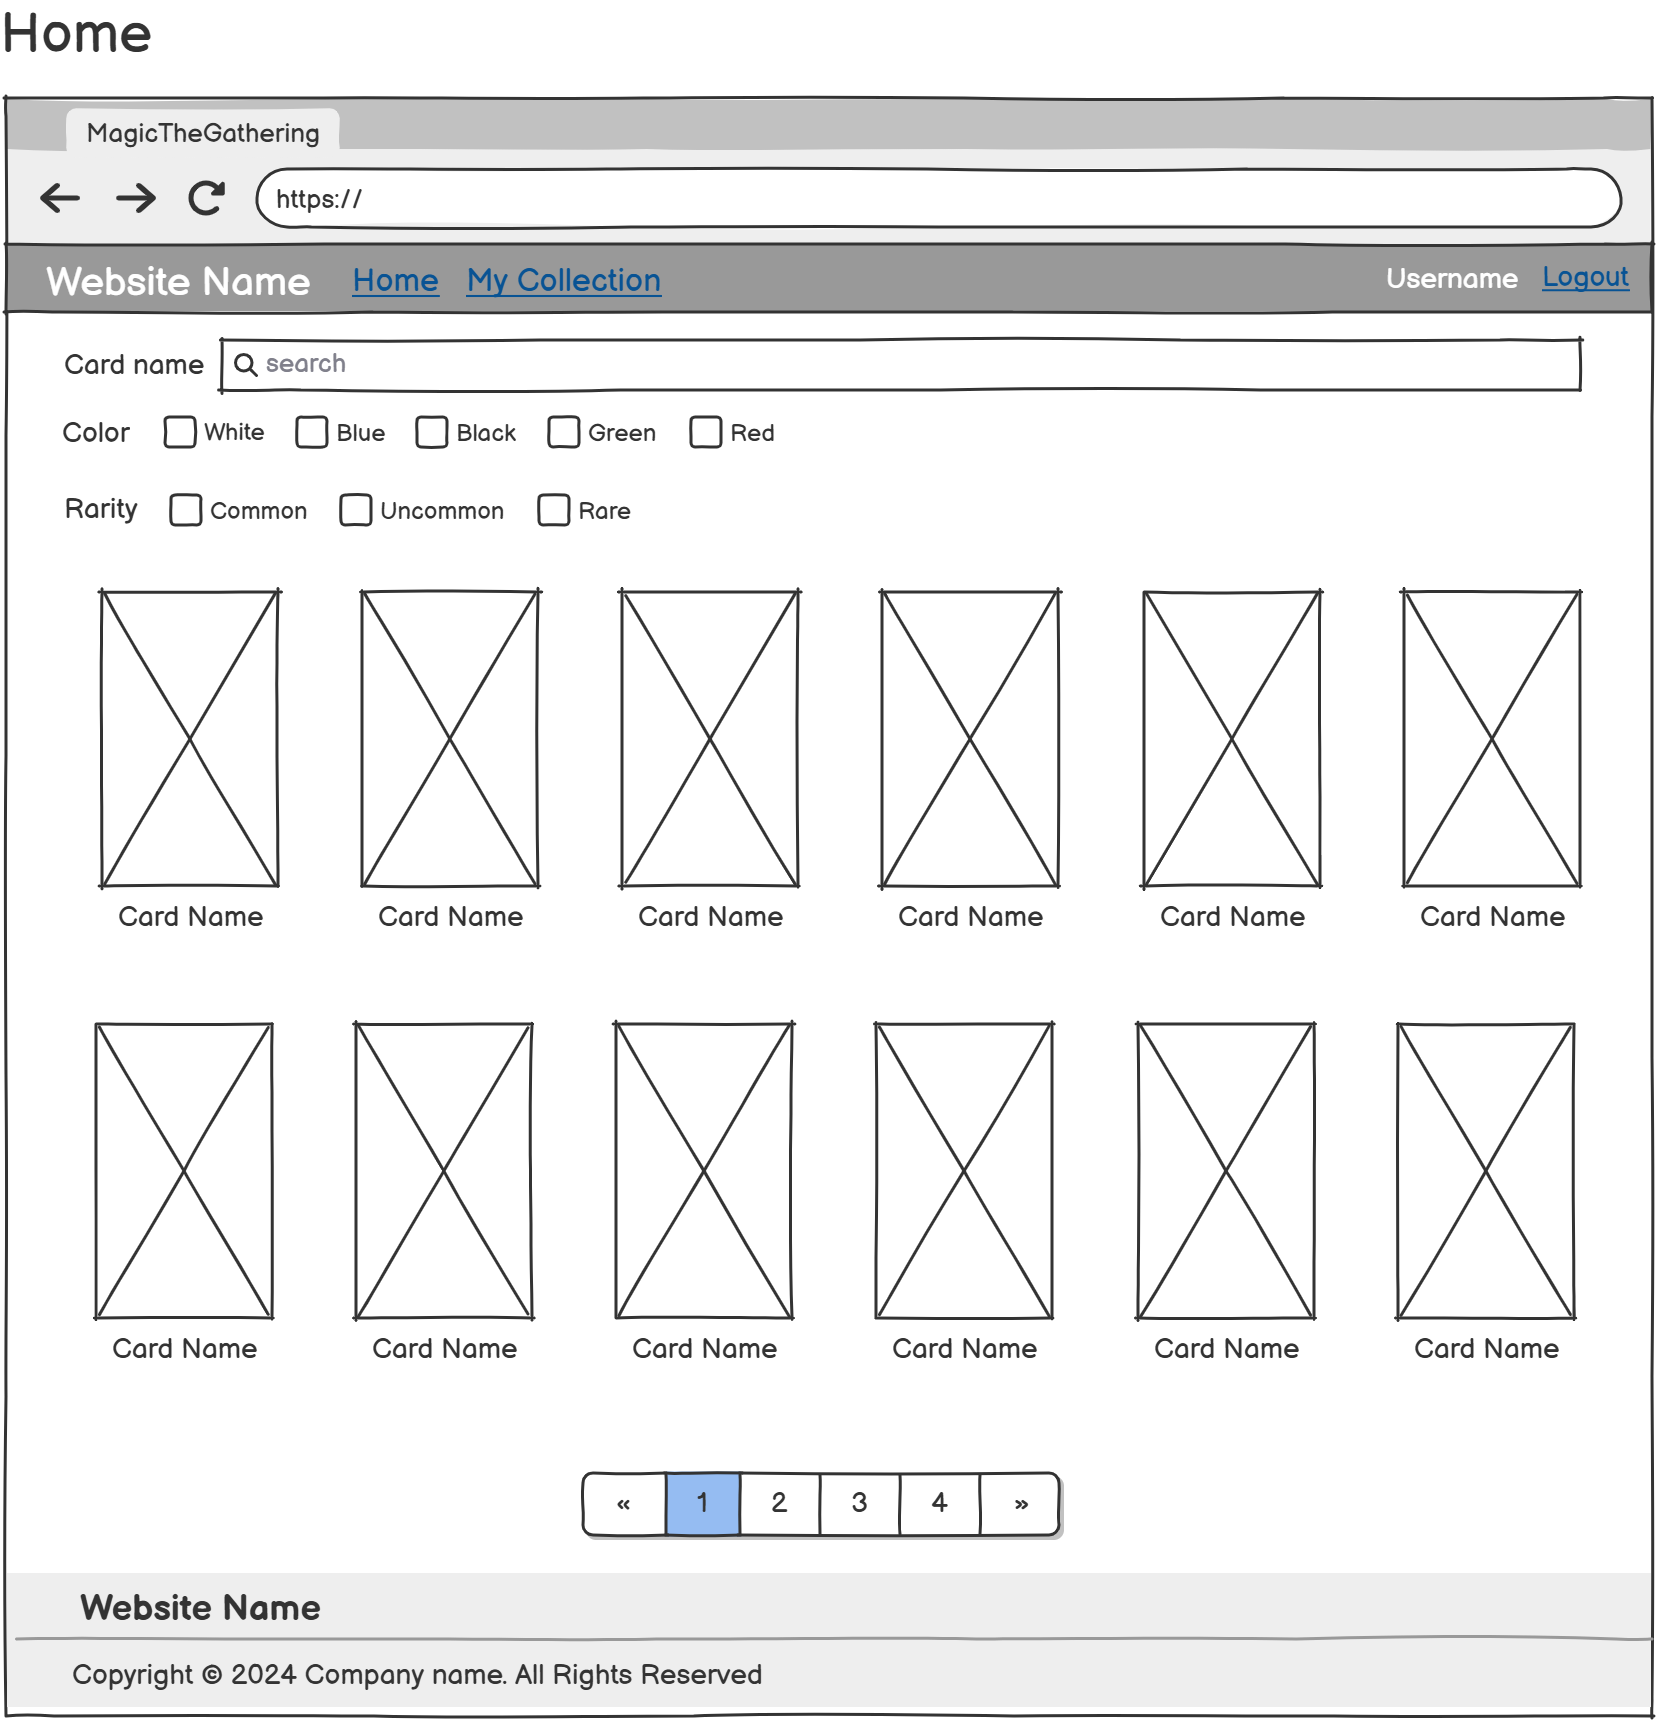 Home
MagicTheGathering
https://
Website Name Home My Collection Username Logout
Card name search
Color White Blue Black Green Red
Rarity Common Uncommon Rare
Card Name Card Name Card Name Card Name Card Name Card Name
Card Name Card Name Card Name Card Name Card Name Card Name
« 1 2 3 4 »
Website Name
Copyright © 2024 Company name. All Rights Reserved